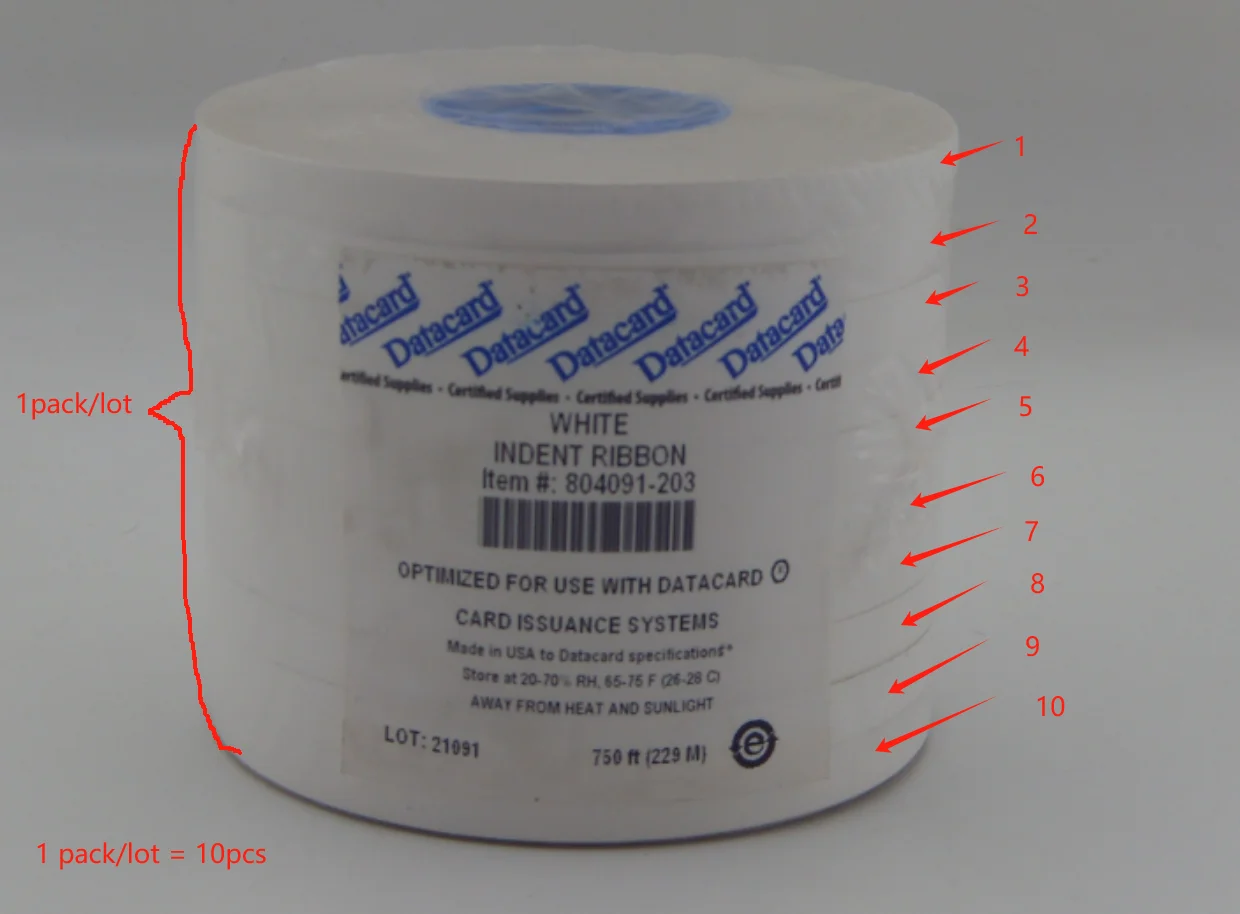 Datacard Datacard Datacard Datacard Datacard
Certified Supplies - Certified Supplies - Certified Supplies
WHITE
INDENT RIBBON
Item #: 804091-203
OPTIMIZED FOR USE WITH DATACARD ®
CARD ISSUANCE SYSTEMS
Made in USA to Datacard specifications*
Store at 20-70% RH, 65-75 F (26-28 C)
AWAY FROM HEAT AND SUNLIGHT
LOT: 21091
750 ft (229 M)
e
1
2
3
4
5
6
7
8
9
10
1pack/lot
1 pack/lot = 10pcs